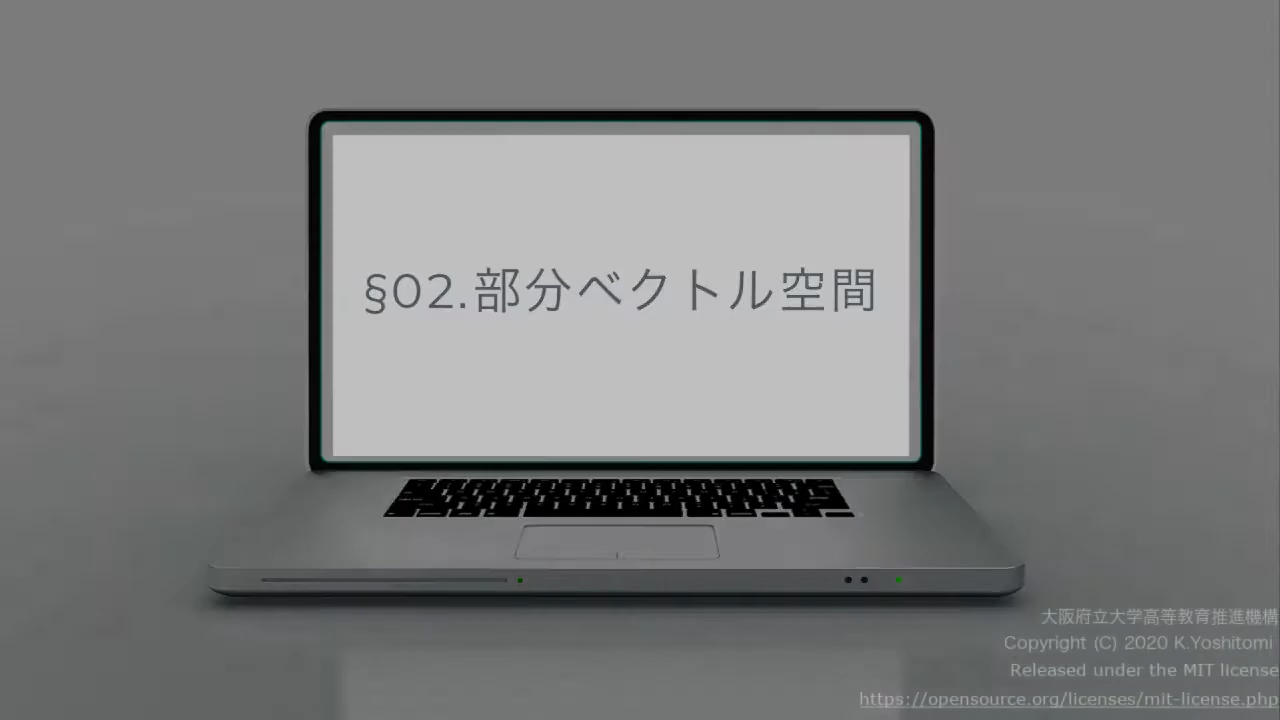 §02.部分ベクトル空間
大阪府立大学高等教育推進機構
Copyright (C) 2020 K.Yoshitomi
Released under the MIT license
https://opensource.org/licenses/mit-license.php